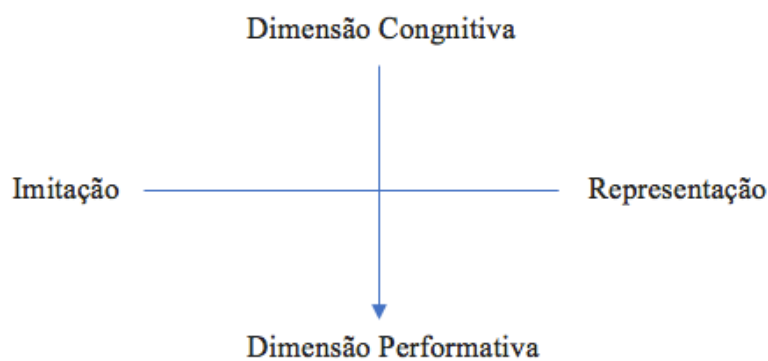 Dimensão Congnitiva
Imitação
Representação
Dimensão Performativa